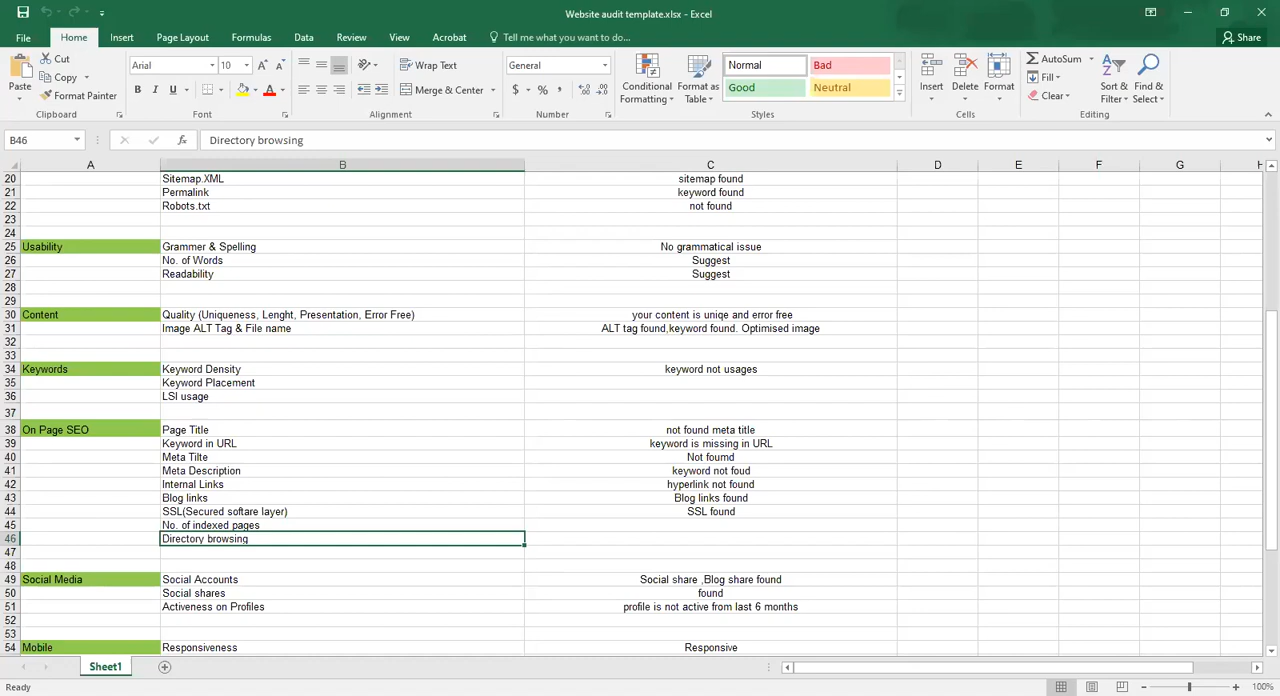 Website audit template.xlsx - Excel
File Home Insert Page Layout Formulas Data Review View Acrobat Tell me what you want to do... Share
Paste Cut Copy Format Painter Clipboard
Arial 10 A A B I U A Font
Wrap Text Merge & Center Alignment
General $ % , Number
Conditional Formatting Format as Table Normal Bad Good Neutral Styles
Insert Delete Format Cells
AutoSum Fill Clear Sort & Filter Find & Select Editing
B46 fx Directory browsing
A B C D E F G H
20 Sitemap.XML sitemap found
21 Permalink keyword found
22 Robots.txt not found
23
24
25 Usability Grammer & Spelling No grammatical issue
26 No. of Words Suggest
27 Readability Suggest
28
29
30 Content Quality (Uniqueness, Lenght, Presentation, Error Free) your content is uniqe and error free
31 Image ALT Tag & File name ALT tag found,keyword found. Optimised image
32
33
34 Keywords Keyword Density keyword not usages
35 Keyword Placement
36 LSI usage
37
38 On Page SEO Page Title not found meta title
39 Keyword in URL keyword is missing in URL
40 Meta Tilte Not foumd
41 Meta Description keyword not foud
42 Internal Links hyperlink not found
43 Blog links Blog links found
44 SSL(Secured softare layer) SSL found
45 No. of indexed pages
46 Directory browsing
47
48
49 Social Media Social Accounts Social share ,Blog share found
50 Social shares found
51 Activeness on Profiles profile is not active from last 6 months
52
53
54 Mobile Responsiveness Responsive
Sheet1
Ready 100%